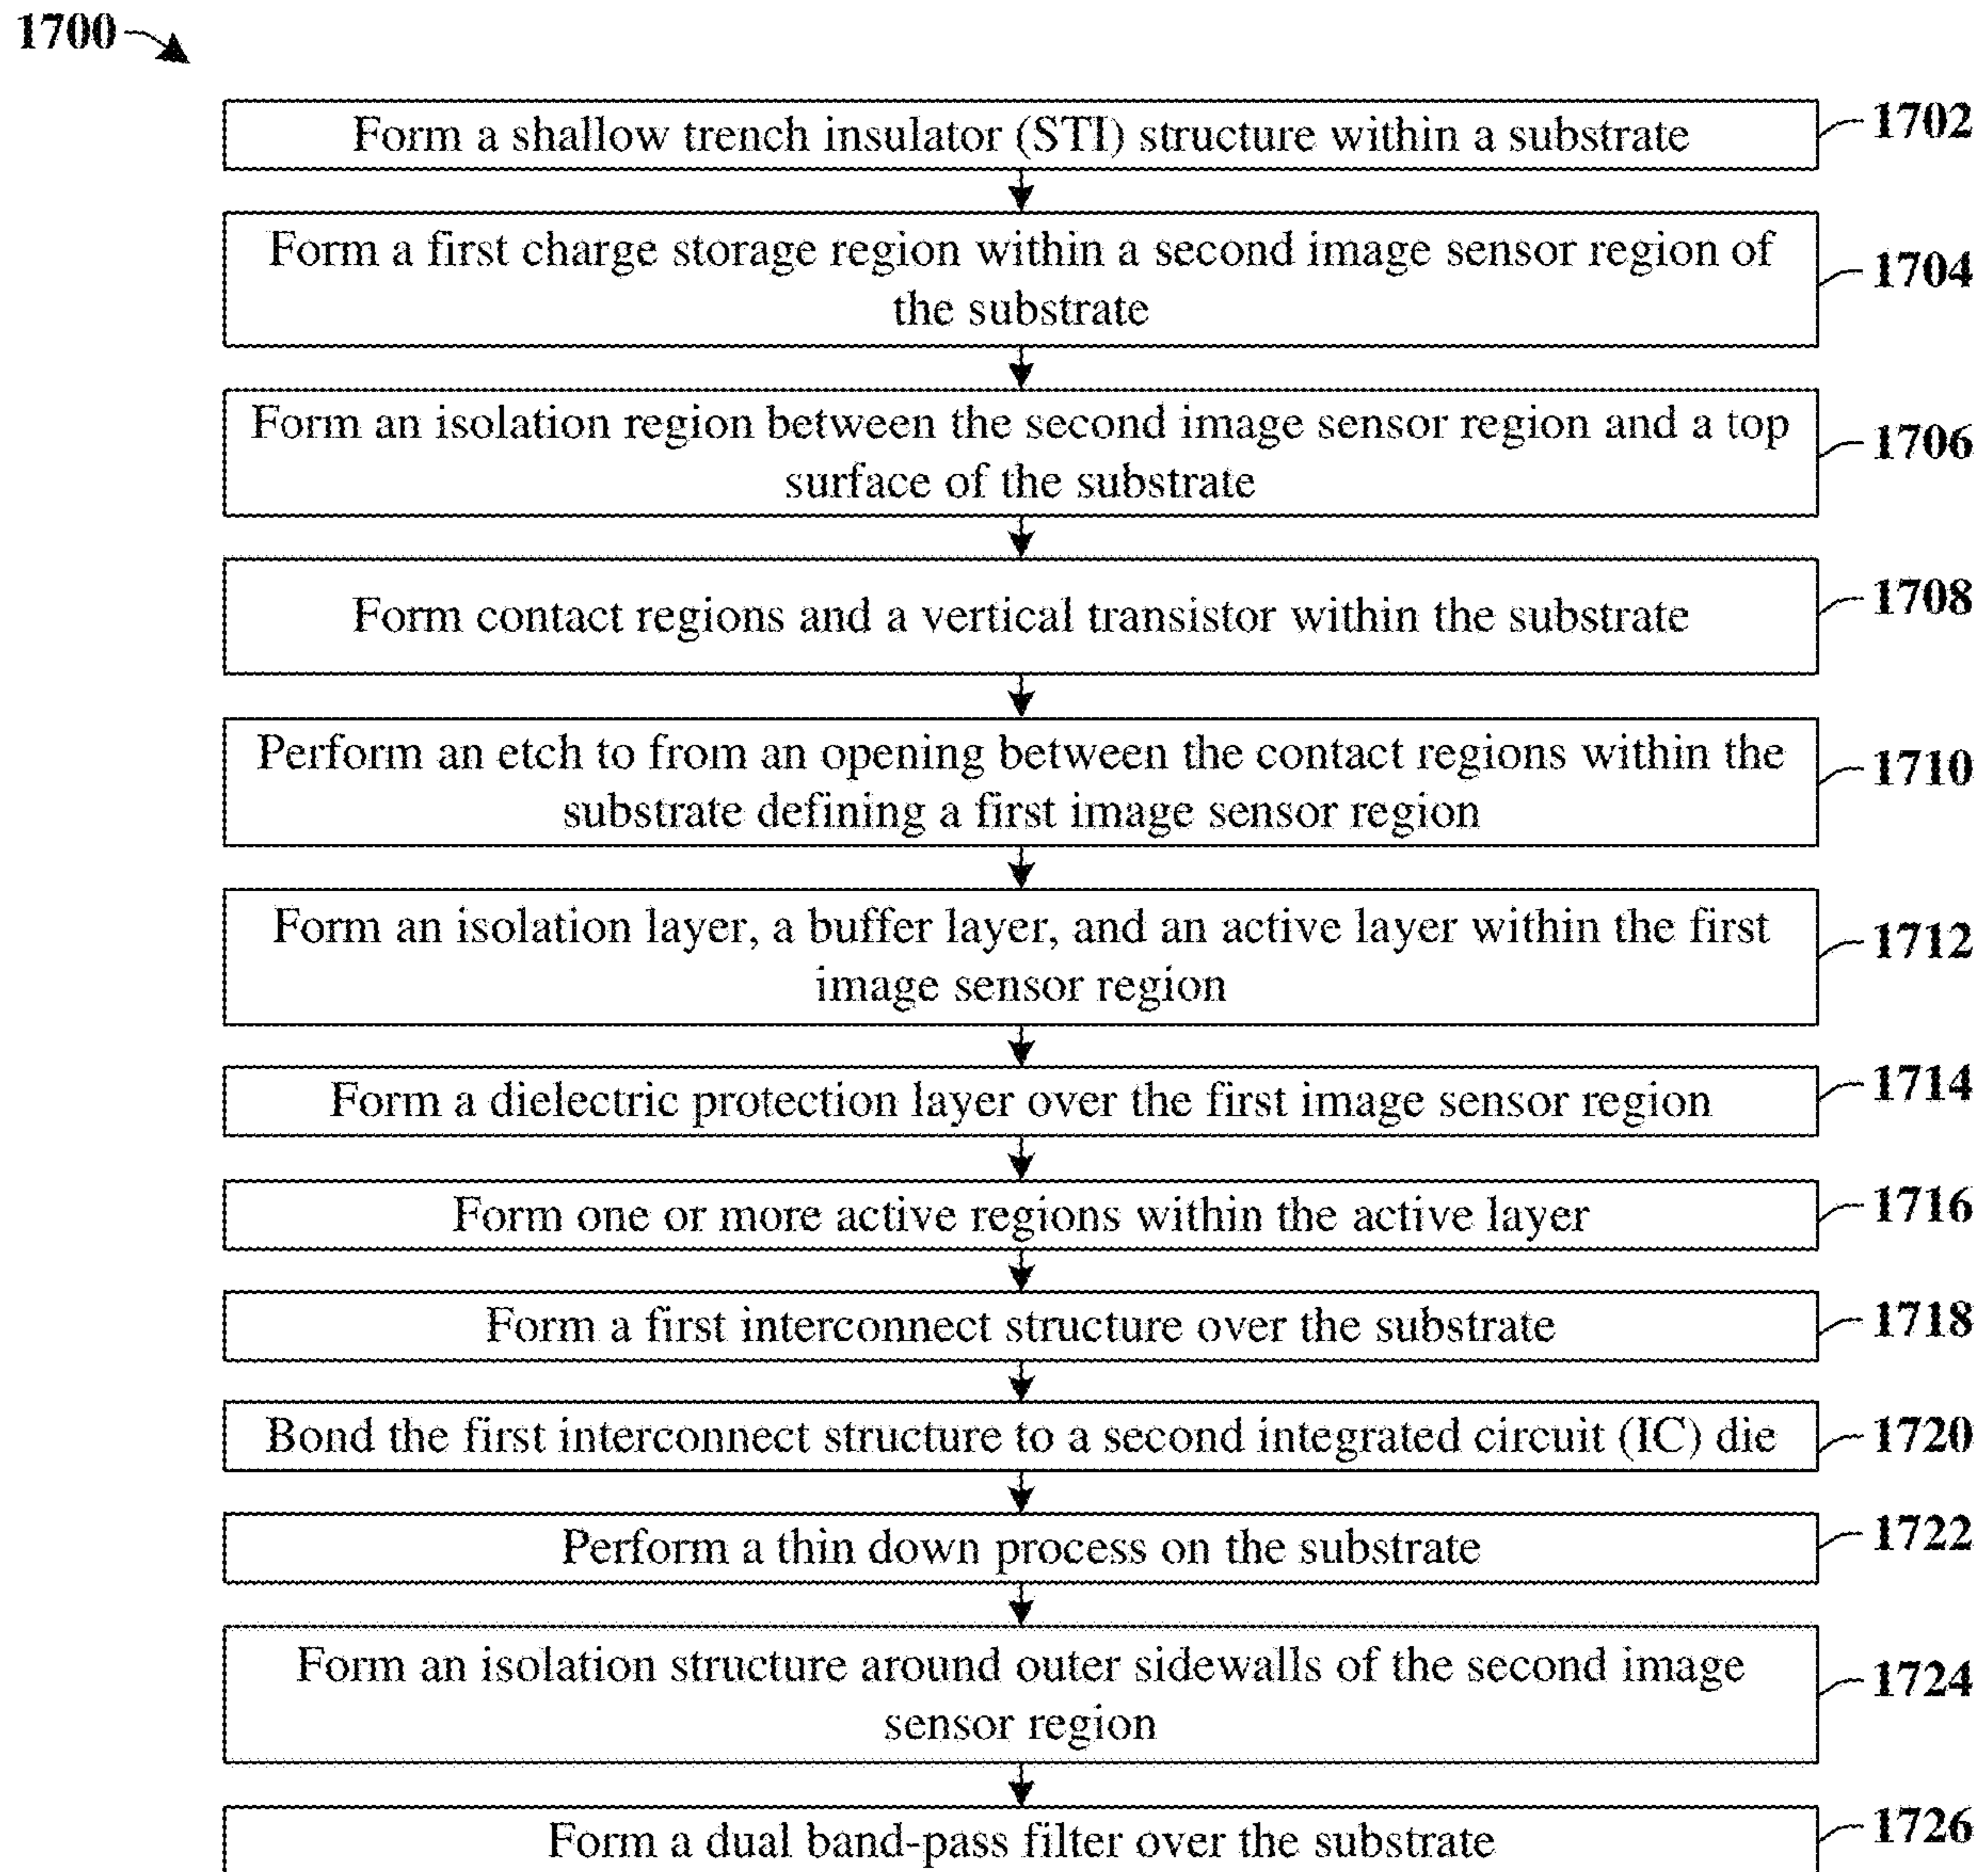 1700
Form a shallow trench insulator (STI) structure within a substrate
1702
Form a first charge storage region within a second image sensor region of
the substrate
1704
Form an isolation region between the second image sensor region and a top
surface of the substrate
1706
Form contact regions and a vertical transistor within the substrate
1708
Perform an etch to from an opening between the contact regions within the
substrate defining a first image sensor region
1710
Form an isolation layer, a buffer layer, and an active layer within the first
image sensor region
1712
Form a dielectric protection layer over the first image sensor region
1714
Form one or more active regions within the active layer
1716
Form a first interconnect structure over the substrate
1718
Bond the first interconnect structure to a second integrated circuit (IC) die
1720
Perform a thin down process on the substrate
1722
Form an isolation structure around outer sidewalls of the second image
sensor region
1724
Form a dual band-pass filter over the substrate
1726